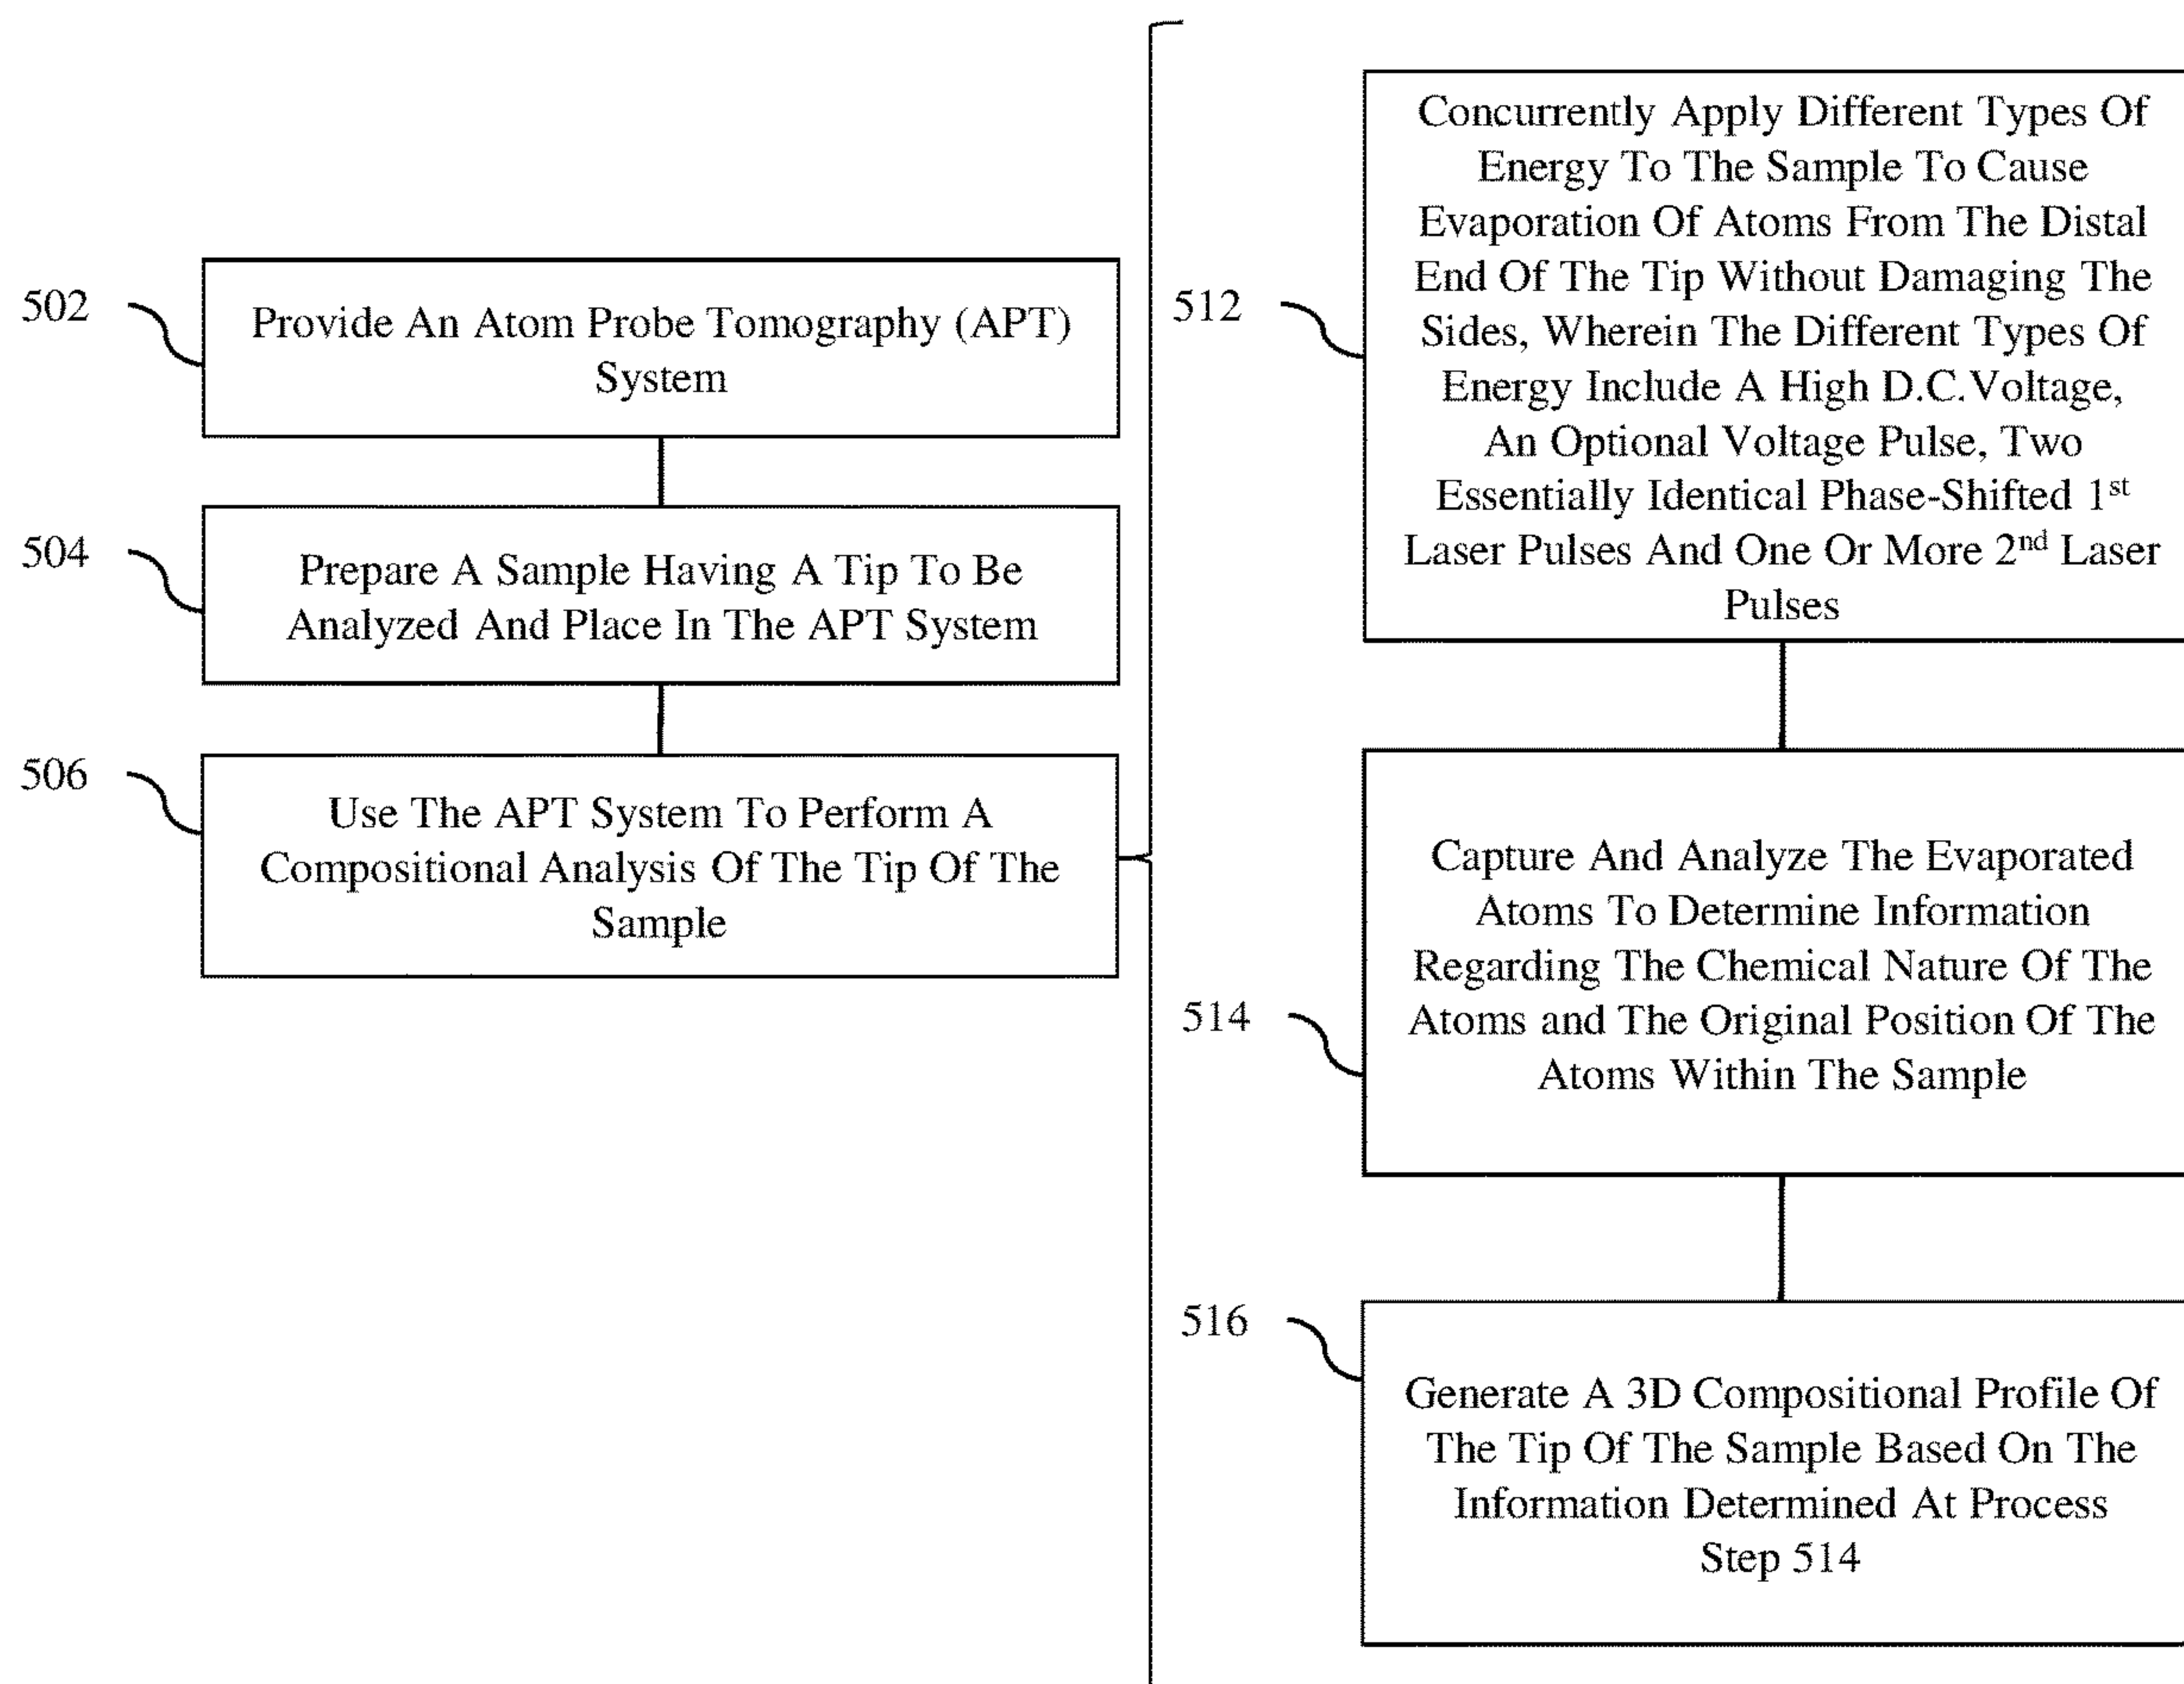 502
Provide An Atom Probe Tomography (APT)
System
504
Prepare A Sample Having A Tip To Be
Analyzed And Place In The APT System
506
Use The APT System To Perform A
Compositional Analysis Of The Tip Of The
Sample
512
Concurrently Apply Different Types Of
Energy To The Sample To Cause
Evaporation Of Atoms From The Distal
End Of The Tip Without Damaging The
Sides, Wherein The Different Types Of
Energy Include A High D.C.Voltage,
An Optional Voltage Pulse, Two
Essentially Identical Phase-Shifted 1st
Laser Pulses And One Or More 2nd Laser
Pulses
514
Capture And Analyze The Evaporated
Atoms To Determine Information
Regarding The Chemical Nature Of The
Atoms and The Original Position Of The
Atoms Within The Sample
516
Generate A 3D Compositional Profile Of
The Tip Of The Sample Based On The
Information Determined At Process
Step 514